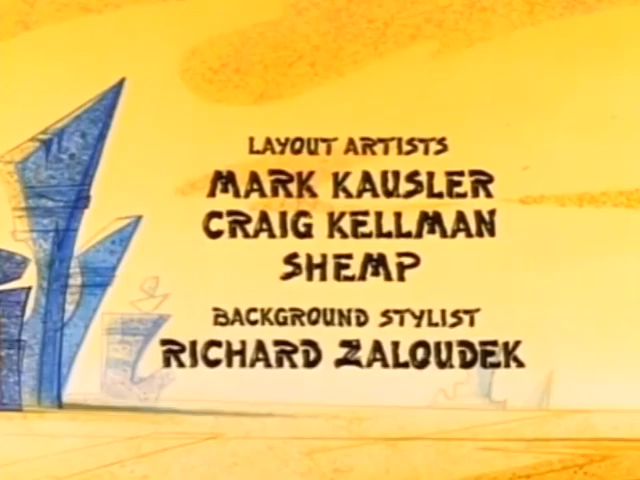 LAYOUT ARTISTS
MARK KAUSLER
CRAIG KELLMAN
SHEMP
BACKGROUND STYLIST
RICHARD ZALOUDEK